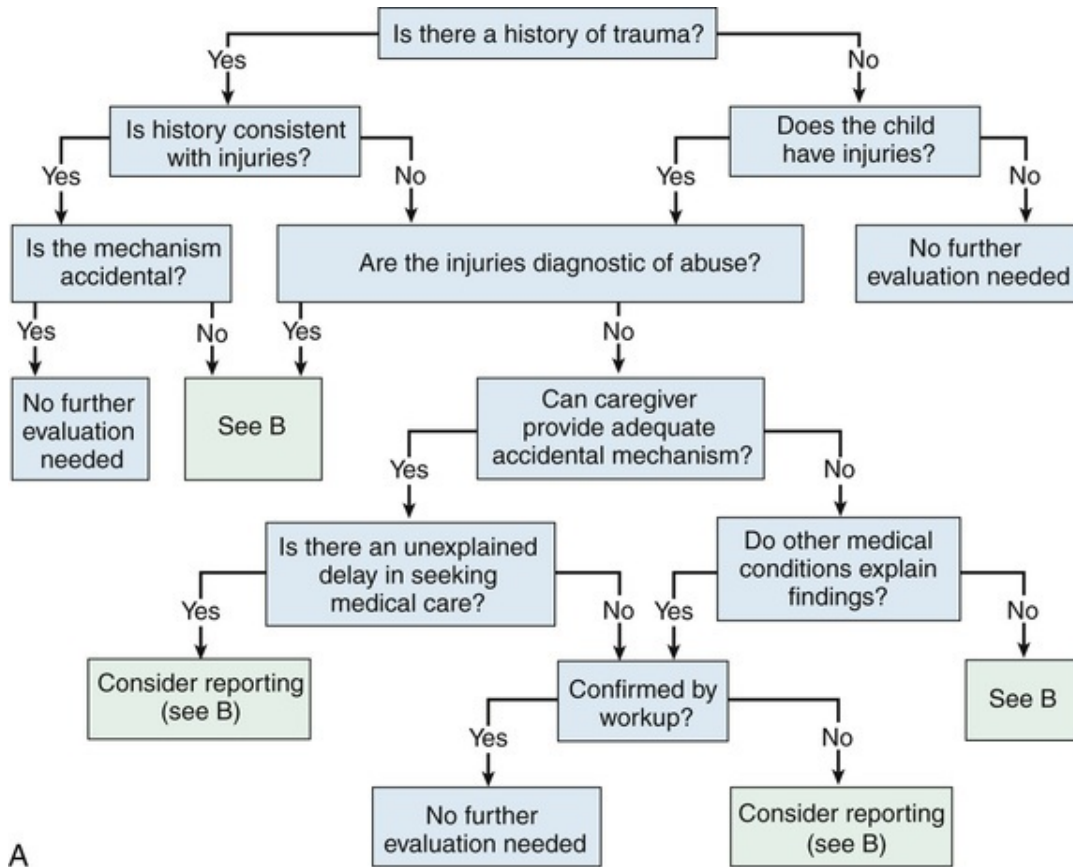 Is there a history of trauma?
Yes
No
Is history consistent
with injuries?
Does the child
have injuries?
Yes
No
Yes
No
Is the mechanism
accidental?
Are the injuries diagnostic of abuse?
No further
evaluation needed
Yes
No
Yes
No
No further
evaluation
needed
See B
Can caregiver
provide adequate
accidental mechanism?
Yes
No
Is there an unexplained
delay in seeking
medical care?
Do other medical
conditions explain
findings?
Yes
No
Yes
No
Consider reporting
(see B)
Confirmed by
workup?
See B
Yes
No
No further
evaluation needed
Consider reporting
(see B)
A